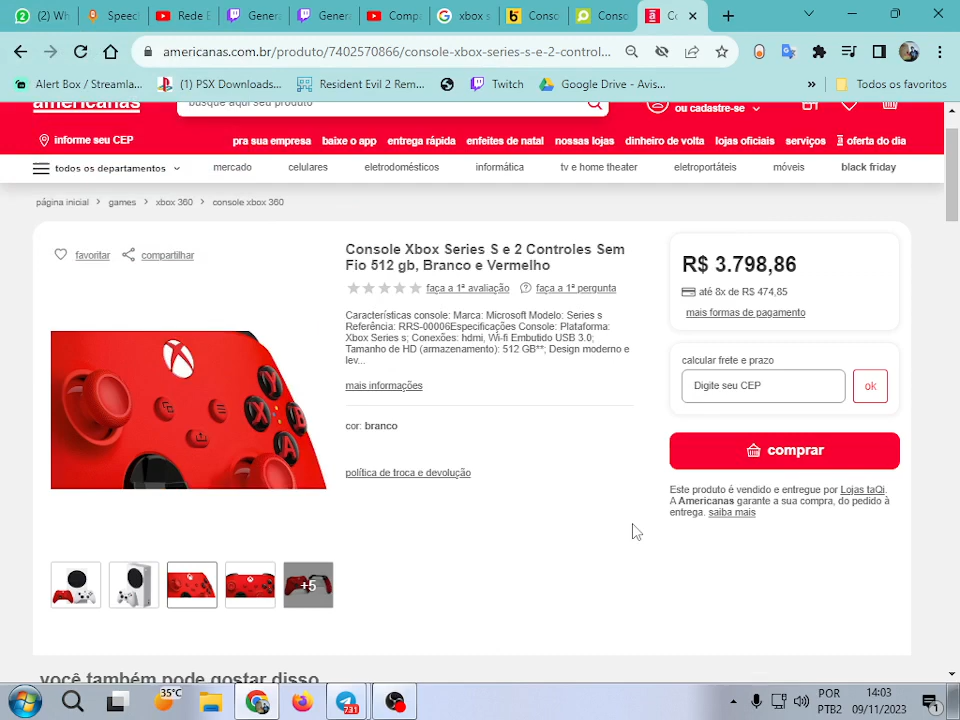 (2) Wh
Speech
Rede E
Genera
Genera
Comp
xbox s
Conso
Conso
Co
americanas.com.br/produto/7402570866/console-xbox-series-s-e-2-control...
Alert Box / Streamla...
(1) PSX Downloads...
Resident Evil 2 Rem...
Twitch
Google Drive - Avis...
»
Todos os favoritos
americanas
busque aqui seu produto
ou cadastre-se
informe seu CEP
pra sua empresa
baixe o app
entrega rápida
enfeites de natal
nossas lojas
dinheiro de volta
lojas oficiais
serviços
oferta do dia
todos os departamentos
mercado
celulares
eletrodomésticos
informática
tv e home theater
eletroportáteis
móveis
black friday
página inicial > games > xbox 360 > console xbox 360
favoritar
compartilhar
Console Xbox Series S e 2 Controles Sem
Fio 512 gb, Branco e Vermelho
faça a 1ª avaliação
faça a 1ª pergunta
Características console: Marca: Microsoft Modelo: Series s
Referência: RRS-00006Especificações Console: Plataforma:
Xbox Series s; Conexões: hdmi, Wi-fi Embutido USB 3.0;
Tamanho de HD (armazenamento): 512 GB**; Design moderno e
lev...
mais informações
cor: branco
política de troca e devolução
R$ 3.798,86
até 8x de R$ 474,85
mais formas de pagamento
calcular frete e prazo
Digite seu CEP
ok
comprar
Este produto é vendido e entregue por Lojas taQi.
A Americanas garante a sua compra, do pedido à
entrega. saiba mais
Y
X
B
A
+5
você também pode gostar disso
35°C
731
POR
PTB2
14:03
09/11/2023
1